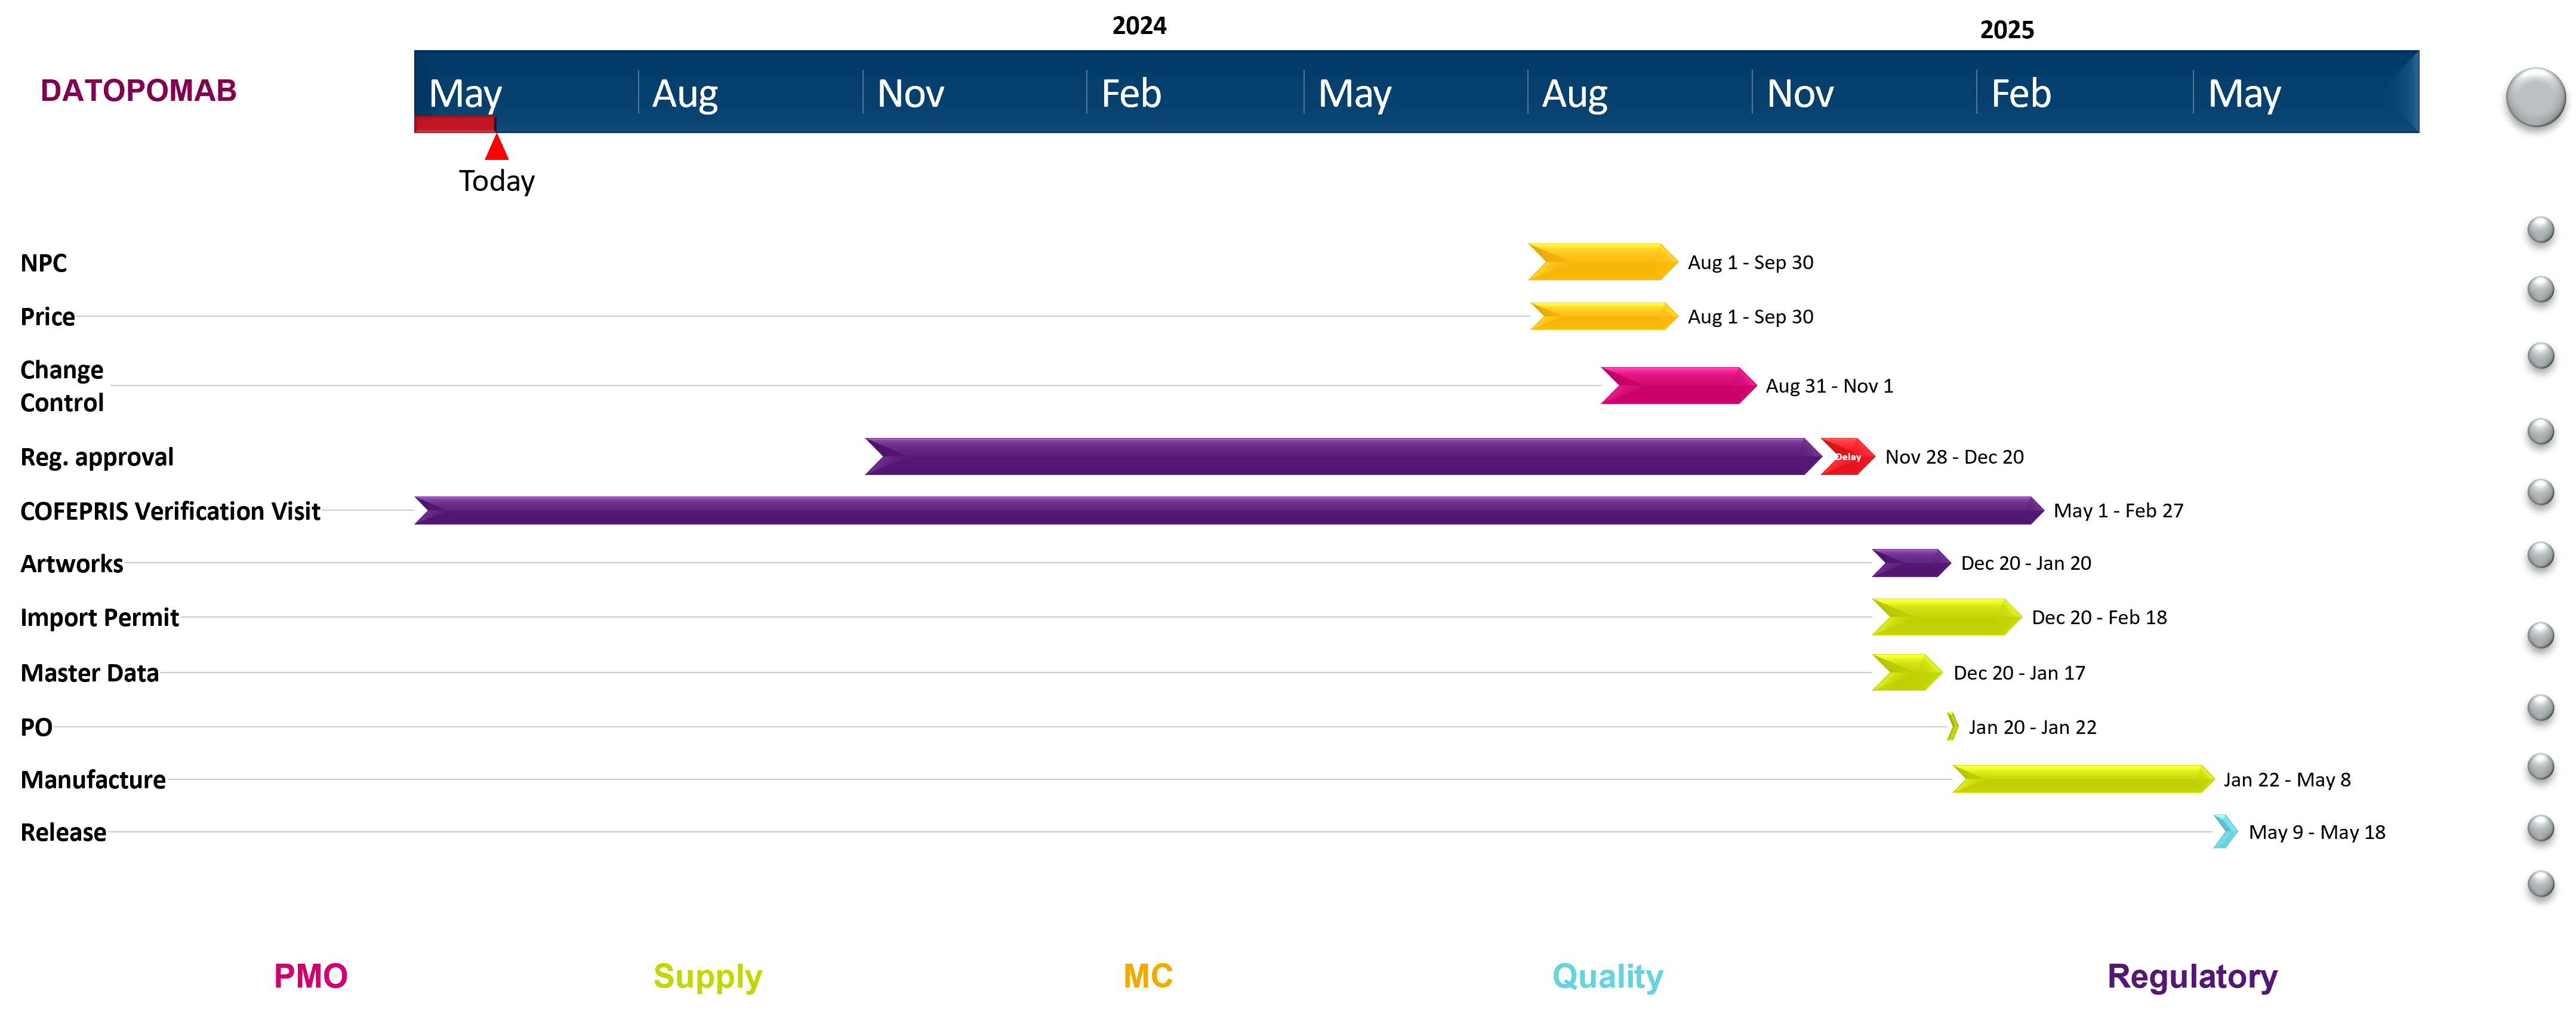 2024
2025
DATOPOMAB
May Aug Nov Feb May Aug Nov Feb May
Today
NPC Aug 1 - Sep 30
Price Aug 1 - Sep 30
Change
Control
Aug 31 - Nov 1
Reg. approval Delay Nov 28 - Dec 20
COFEPRIS Verification Visit May 1 - Feb 27
Artworks Dec 20 - Jan 20
Import Permit Dec 20 - Feb 18
Master Data Dec 20 - Jan 17
PO Jan 20 - Jan 22
Manufacture Jan 22 - May 8
Release May 9 - May 18
PMO Supply MC Quality Regulatory